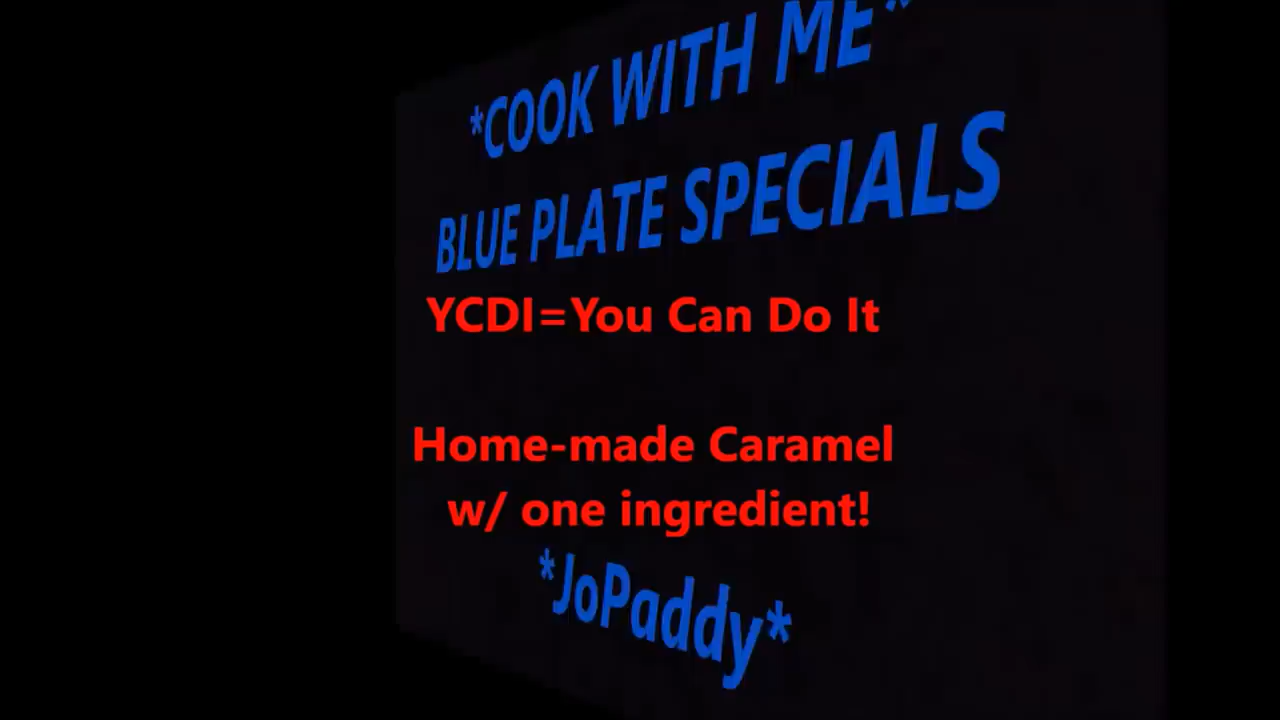 *COOK WITH ME*
BLUE PLATE SPECIALS
YCDI=You Can Do It
Home-made Caramel
w/ one ingredient!
*JoPaddy*